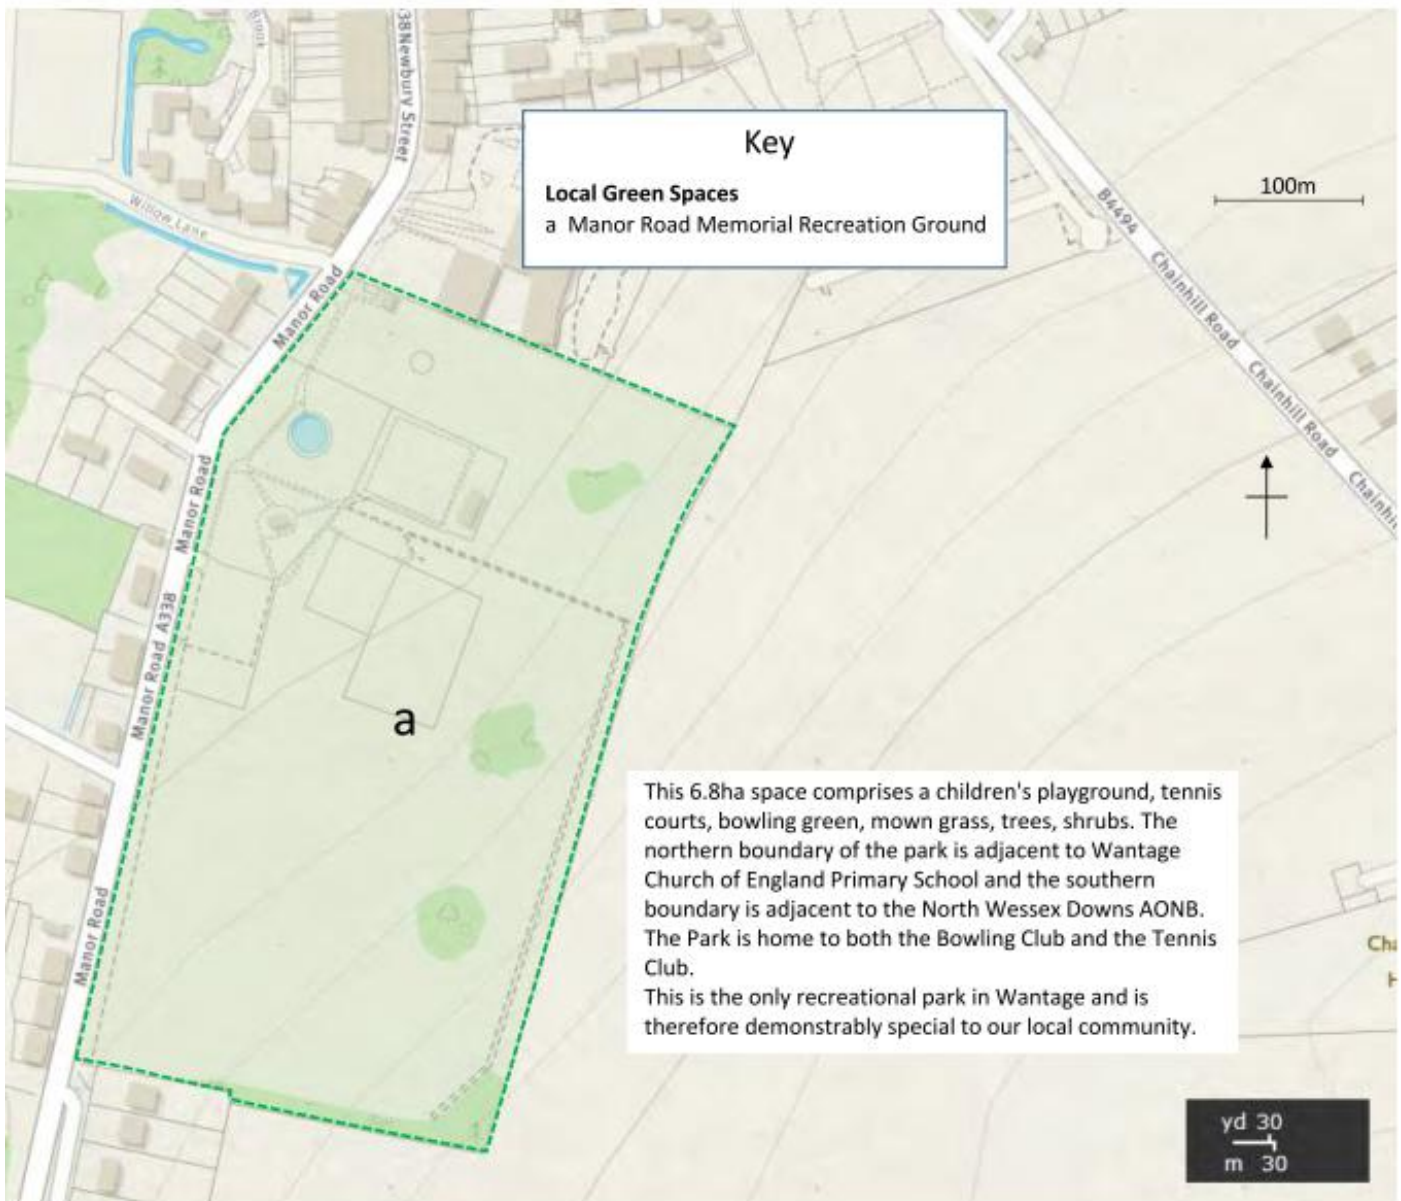 Brook
38Newbury Street
Key
Local Green Spaces
a Manor Road Memorial Recreation Ground
100m
B4494
Chainhill Road
Chainhill Road
Chainhi
Willow Lane
Manor Road
Manor Road
Manor Road A338
Manor Road
a
This 6.8ha space comprises a children's playground, tennis
courts, bowling green, mown grass, trees, shrubs. The
northern boundary of the park is adjacent to Wantage
Church of England Primary School and the southern
boundary is adjacent to the North Wessex Downs AONB.
The Park is home to both the Bowling Club and the Tennis
Club.
This is the only recreational park in Wantage and is
therefore demonstrably special to our local community.
Cha
H
yd 30
m 30